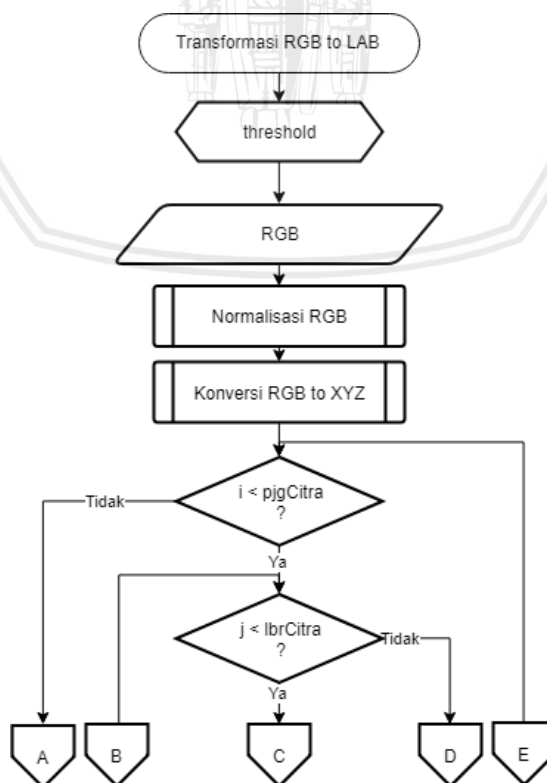 Transformasi RGB to LAB
threshold
RGB
Normalisasi RGB
Konversi RGB to XYZ
i < pjgCitra
?
Tidak
Ya
j < lbrCitra
?
Tidak
Ya
A
B
C
D
E